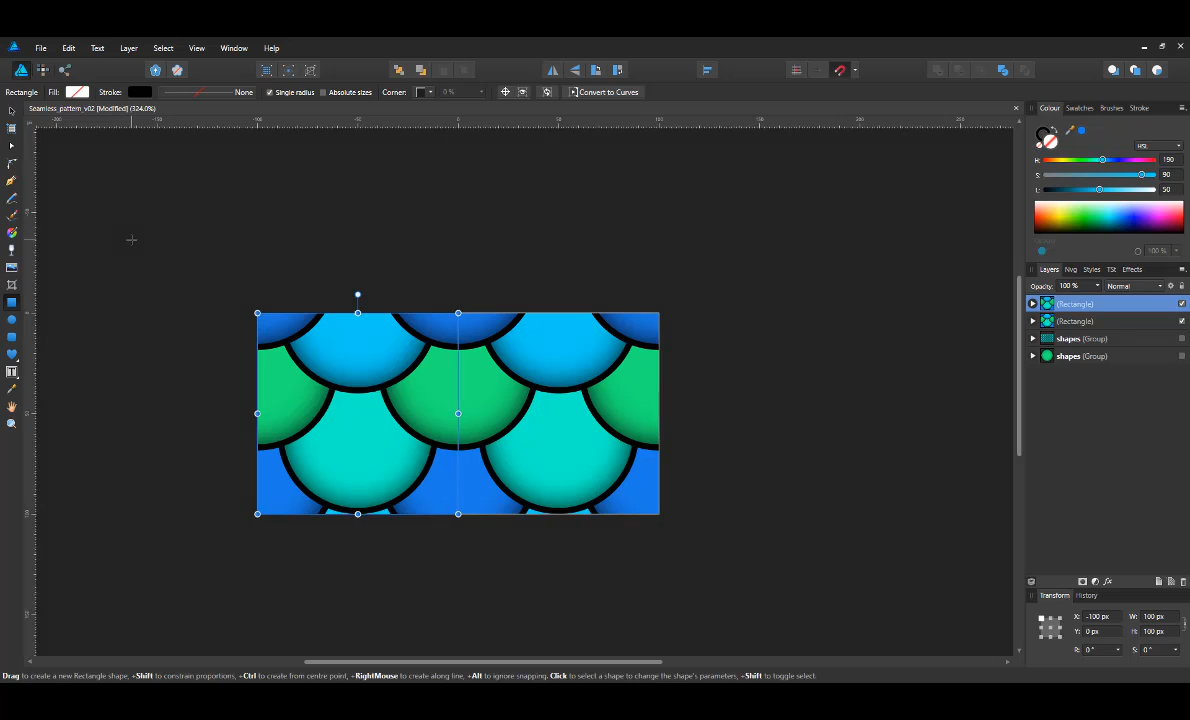 File Edit Text Layer Select View Window Help
Rectangle Fill: Stroke: None Single radius Absolute sizes Corner: 0 % Convert to Curves
Seamless_pattern_v02 [Modified] (324.0%)
Colour Swatches Brushes Stroke
HSL
H: 190
S: 90
L: 50
100 %
Layers Nvg Styles TSt Effects
Opacity: 100 % Normal
(Rectangle)
(Rectangle)
shapes (Group)
shapes (Group)
Transform History
X: -100 px W: 100 px
Y: 0 px H: 100 px
R: 0 ° S: 0 °
Drag to create a new Rectangle shape, +Shift to constrain proportions, +Ctrl to create from centre point, +RightMouse to create along line, +Alt to ignore snapping. Click to select a shape to change the shape's parameters, +Shift to toggle select.